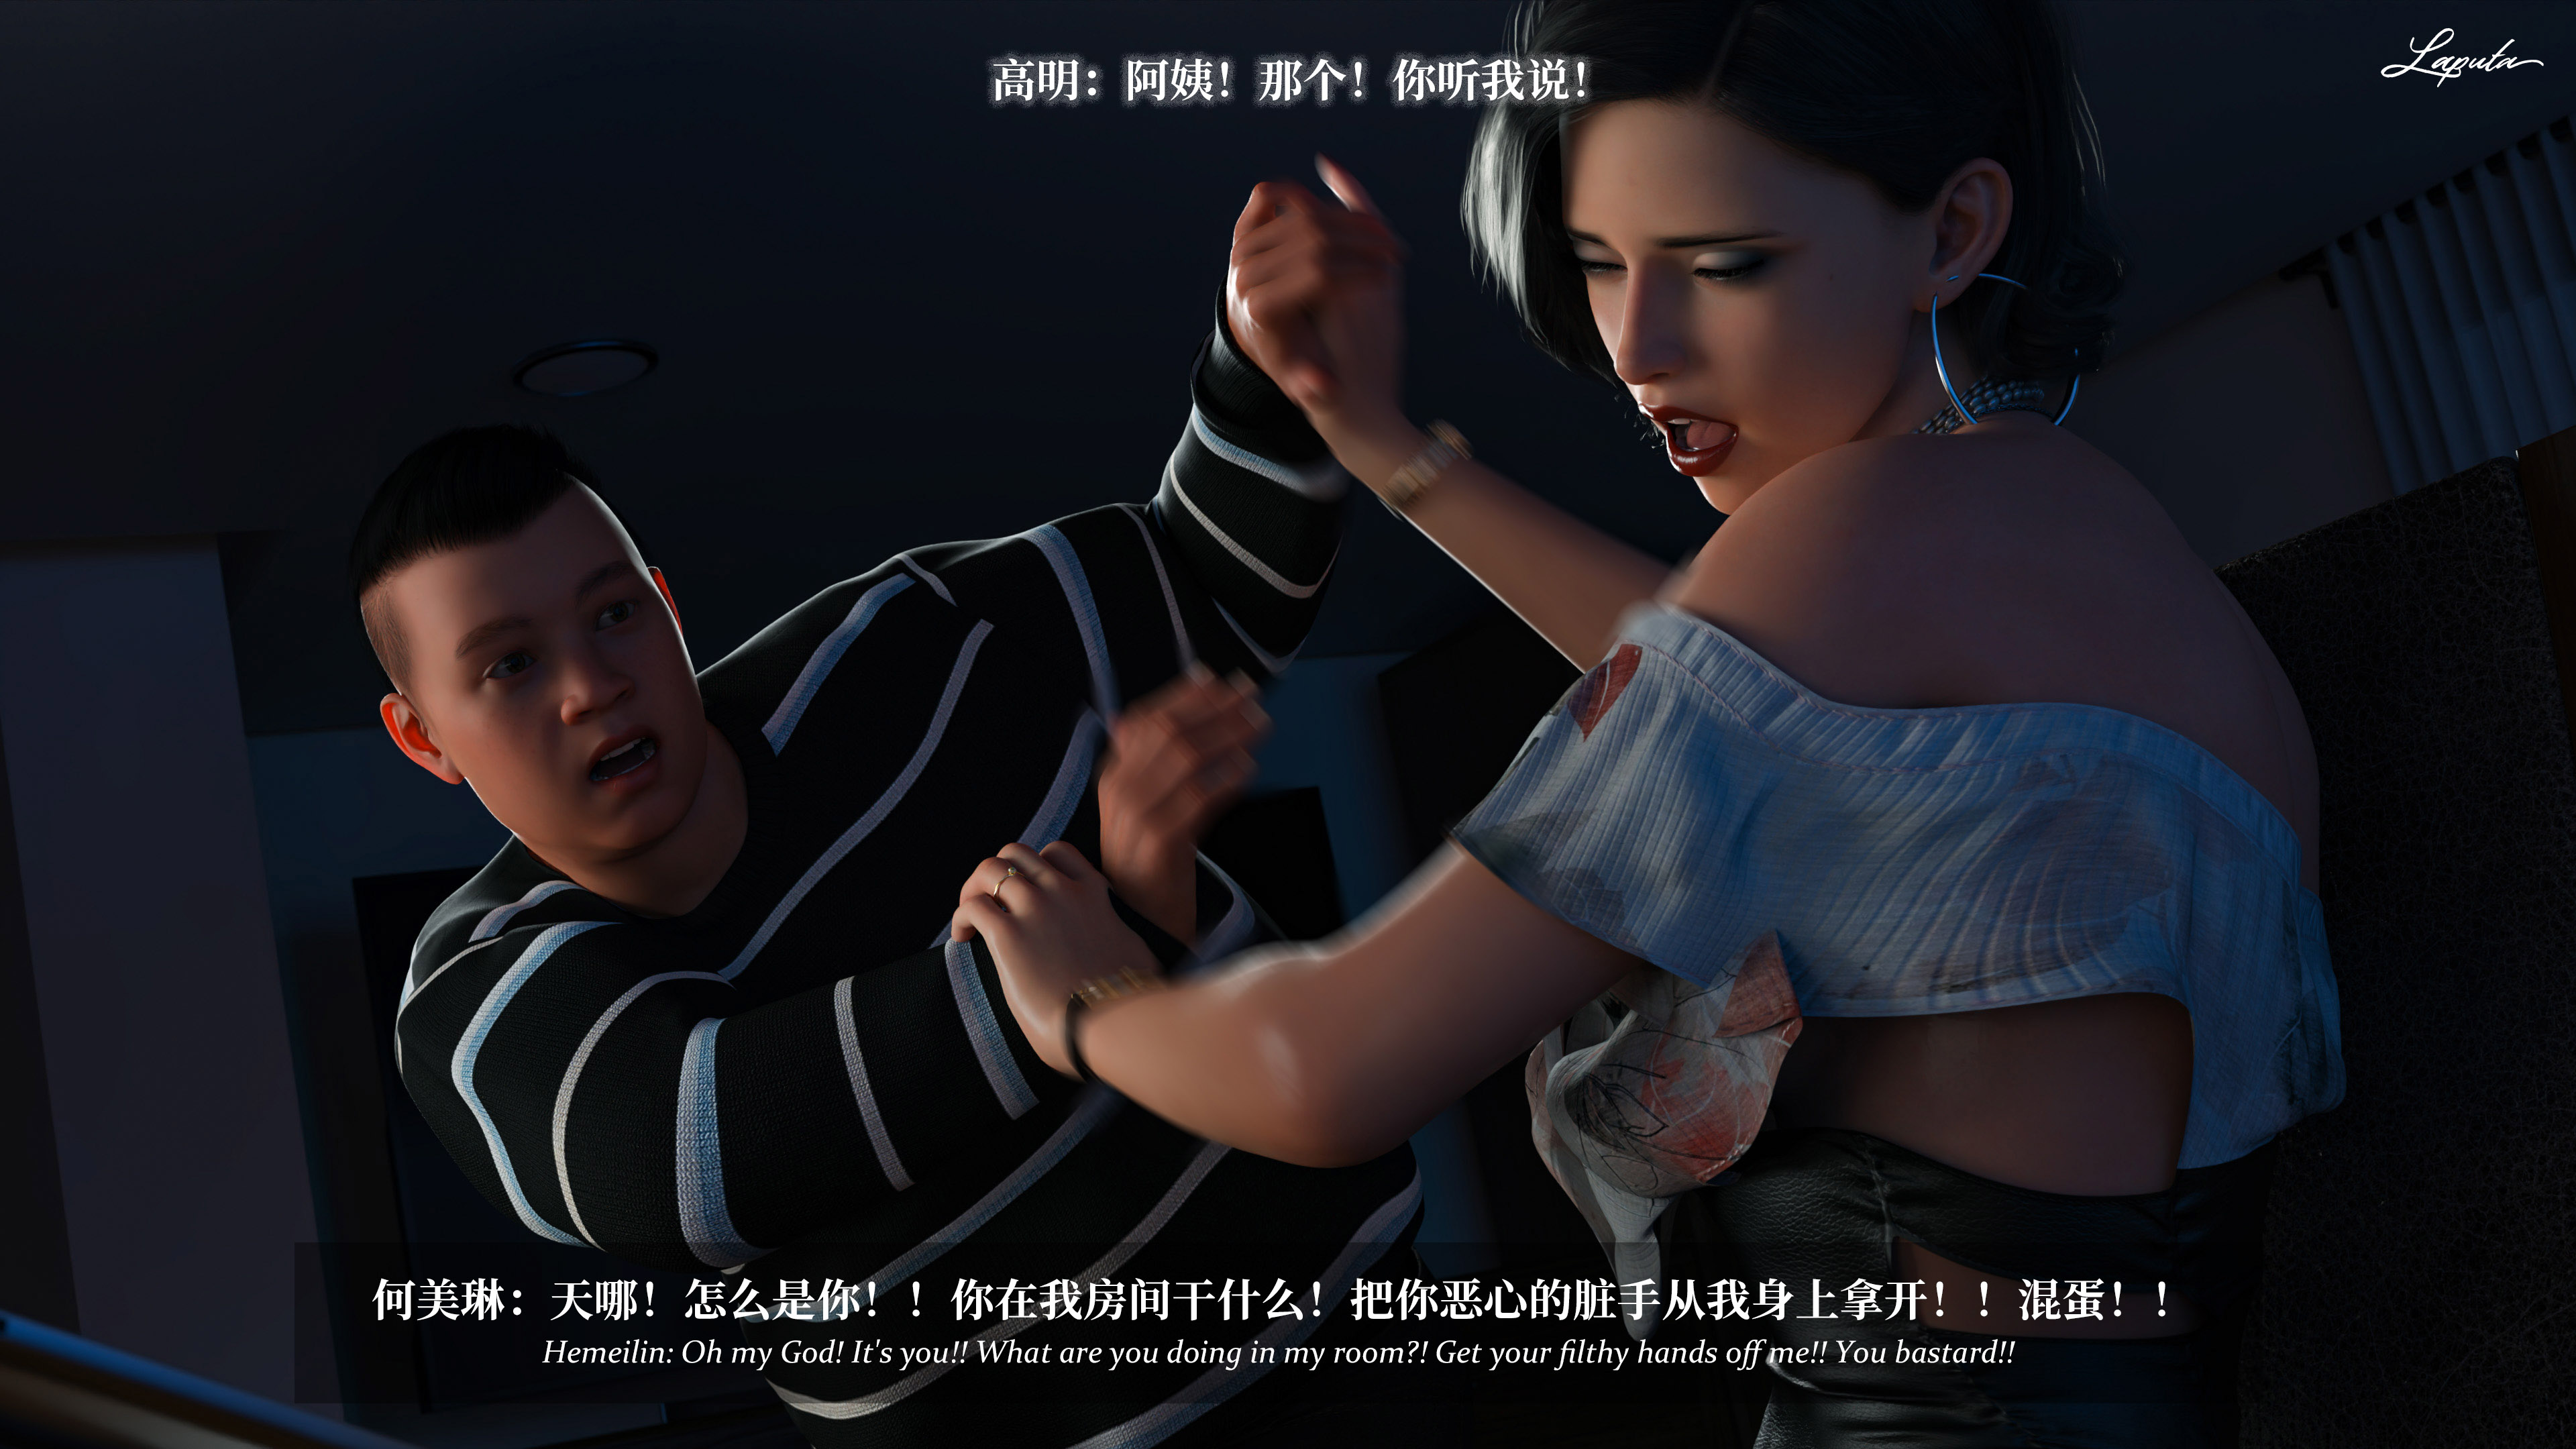 高明：阿姨！那个！你听我说！
Laputa
何美琳：天哪！怎么是你！！你在我房间干什么！把你恶心的脏手从我身上拿开！！混蛋！！
Hemeilin: Oh my God! It's you!! What are you doing in my room?! Get your filthy hands off me!! You bastard!!